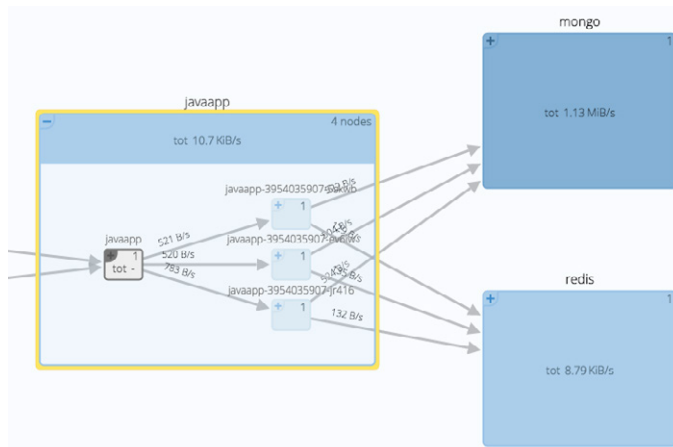 mongo
1
tot 1.13 MiB/s
javaapp
4 nodes
tot 10.7 KiB/s
1
javaapp
1
tot -
521 B/s
520 B/s
783 B/s
1
javaapp-3954035907-jr416
1
132 B/s
redis
1
tot 8.79 KiB/s